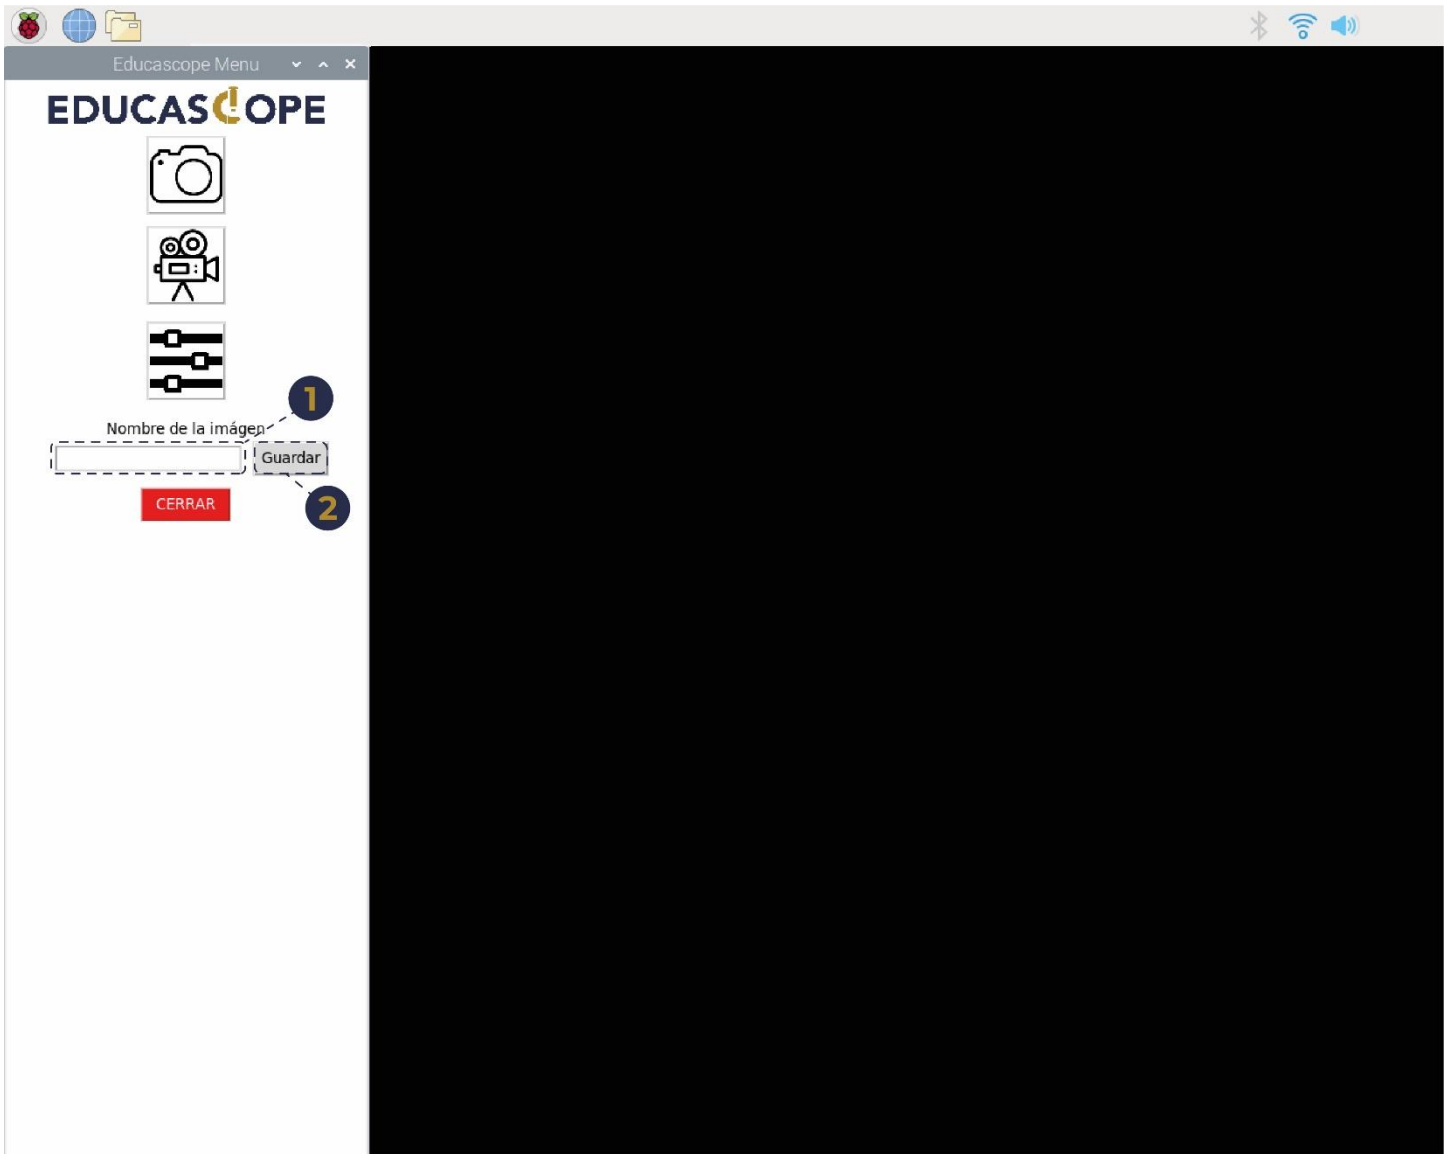 Educascope Menu
EDUCASCOPE
1
Nombre de la imágen
Guardar
CERRAR
2